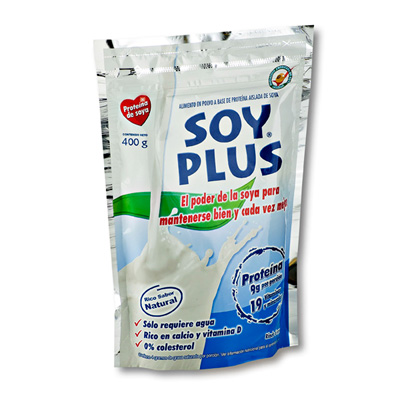 Proteína
de soya
CONTENIDO NETO
400 g
ALIMENTO EN POLVO A BASE DE PROTEÍNA AISLADA DE SOYA
SOY
PLUS
®
El poder de la soya para
mantenerse bien y cada vez
Rico Sabor
Natural
Proteína
9g por porción
19
✓ Sólo requiere agua
✓ Rico en calcio y vitamina D
✓ 0% colesterol